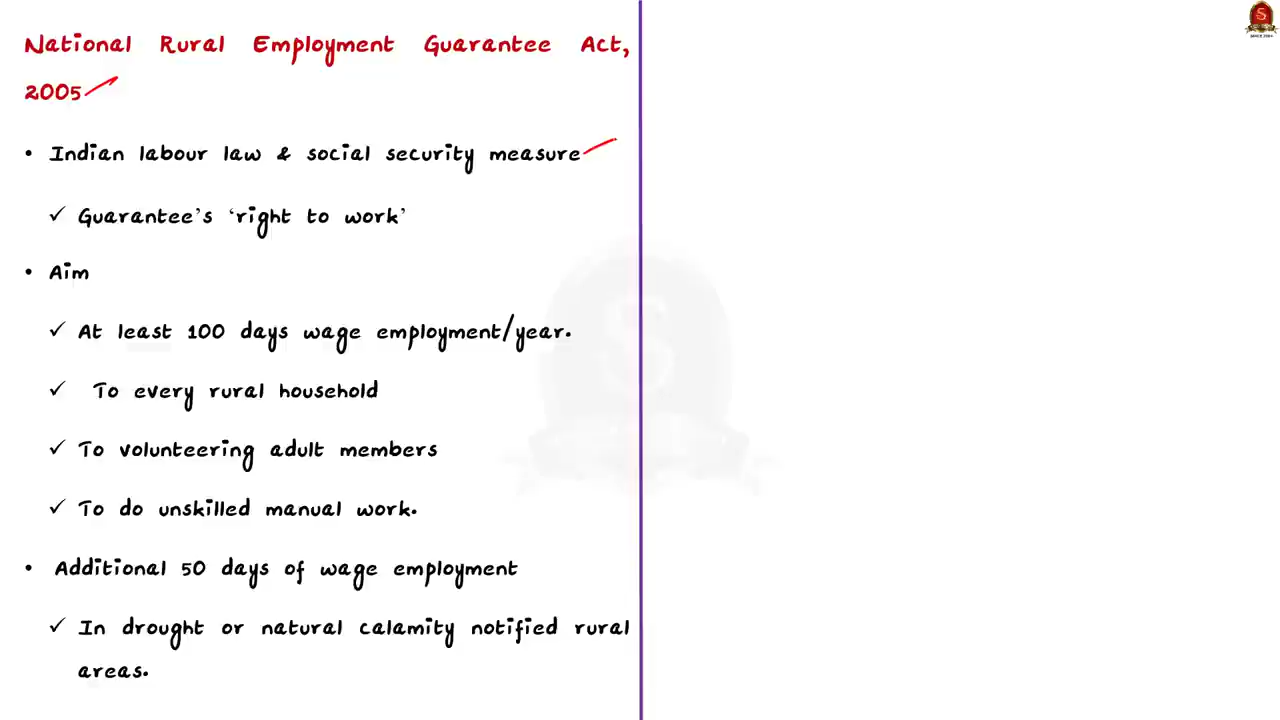 National Rural Employment Guarantee Act,
2005
• Indian labour law & social security measure
✓ Guarantee's 'right to work'
• Aim
✓ At least 100 days wage employment/year.
✓ To every rural household
✓ To volunteering adult members
✓ To do unskilled manual work.
• Additional 50 days of wage employment
✓ In drought or natural calamity notified rural
areas.
S
SINCE 2004